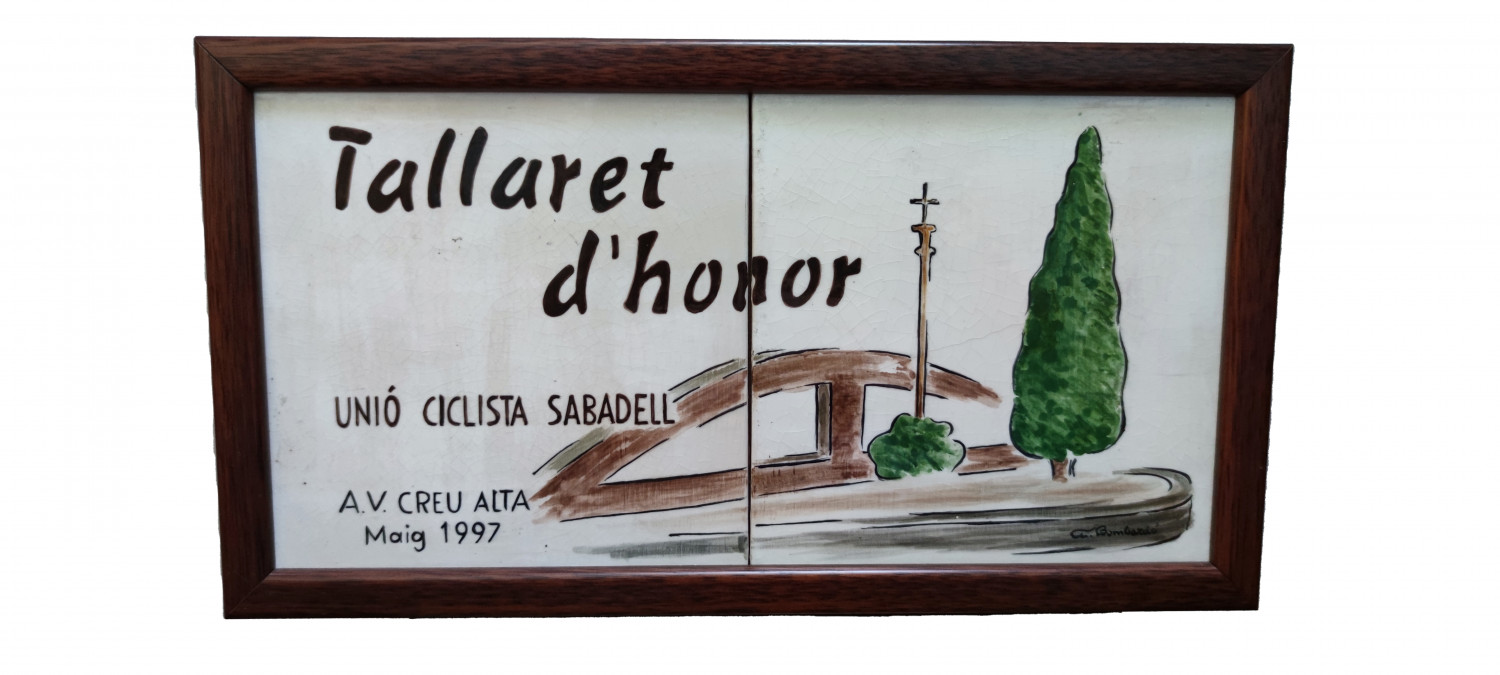 Tallaret
d'honor
UNIÓ CICLISTA SABADELL
A.V. CREU ALTA
Maig 1997